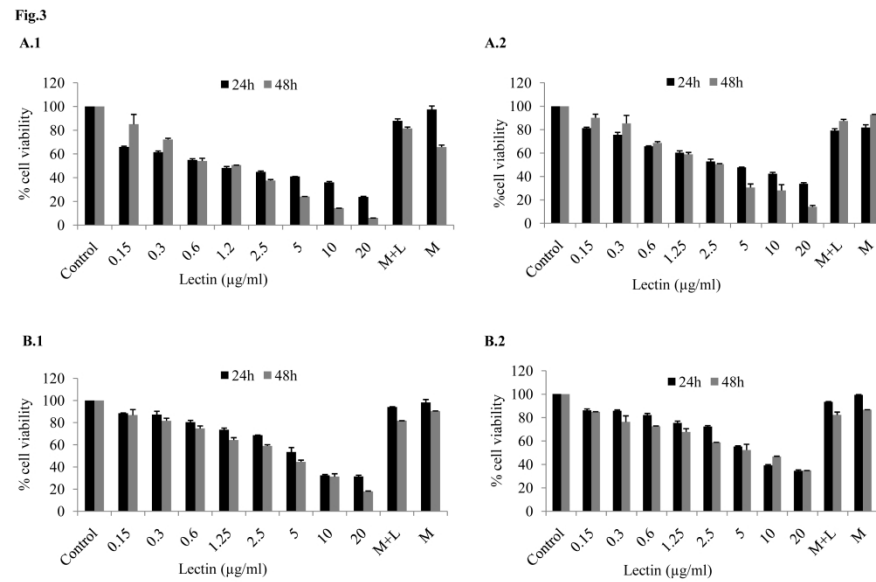 Fig.3
A.1
24h 48h
% cell viability
120
100
80
60
40
20
0
Control 0.15 0.3 0.6 1.2 2.5 5 10 20 M+L M
Lectin (µg/ml)
A.2
24h 48h
%cell viability
120
100
80
60
40
20
0
Control 0.15 0.3 0.6 1.25 2.5 5 10 20 M+L M
Lectin (µg/ml)
B.1
24h 48h
% cell viability
120
100
80
60
40
20
0
Control 0.15 0.3 0.6 1.25 2.5 5 10 20 M+L M
Lectin (µg/ml)
B.2
24h 48h
% cell viability
120
100
80
60
40
20
0
Control 0.15 0.3 0.6 1.25 2.5 5 10 20 M+L M
Lectin (µg/ml)